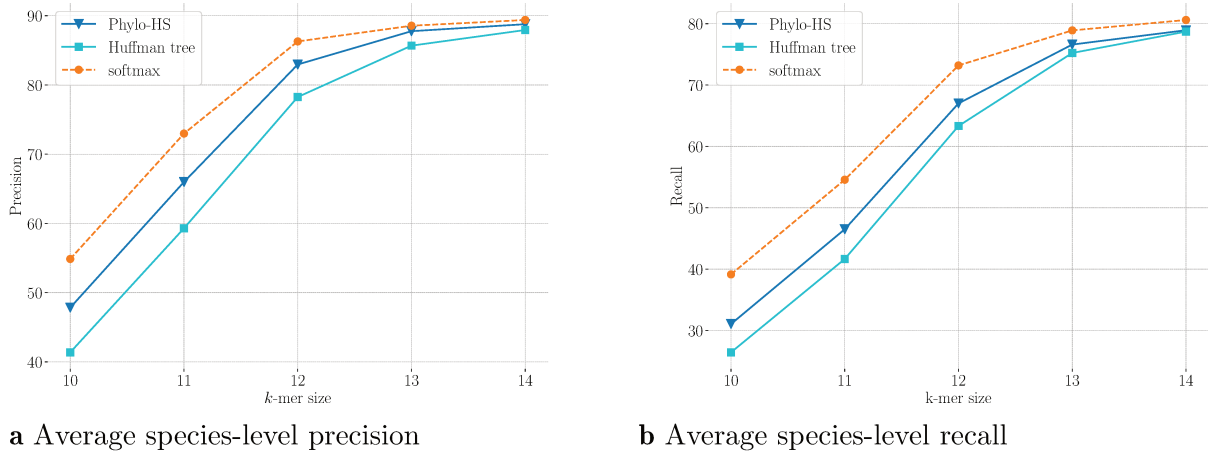 90
80
70
60
50
40
Precision
Phylo-HS
Huffman tree
softmax
10 11 12 13 14
k-mer size
a Average species-level precision
80
70
60
50
40
30
Recall
Phylo-HS
Huffman tree
softmax
10 11 12 13 14
k-mer size
b Average species-level recall